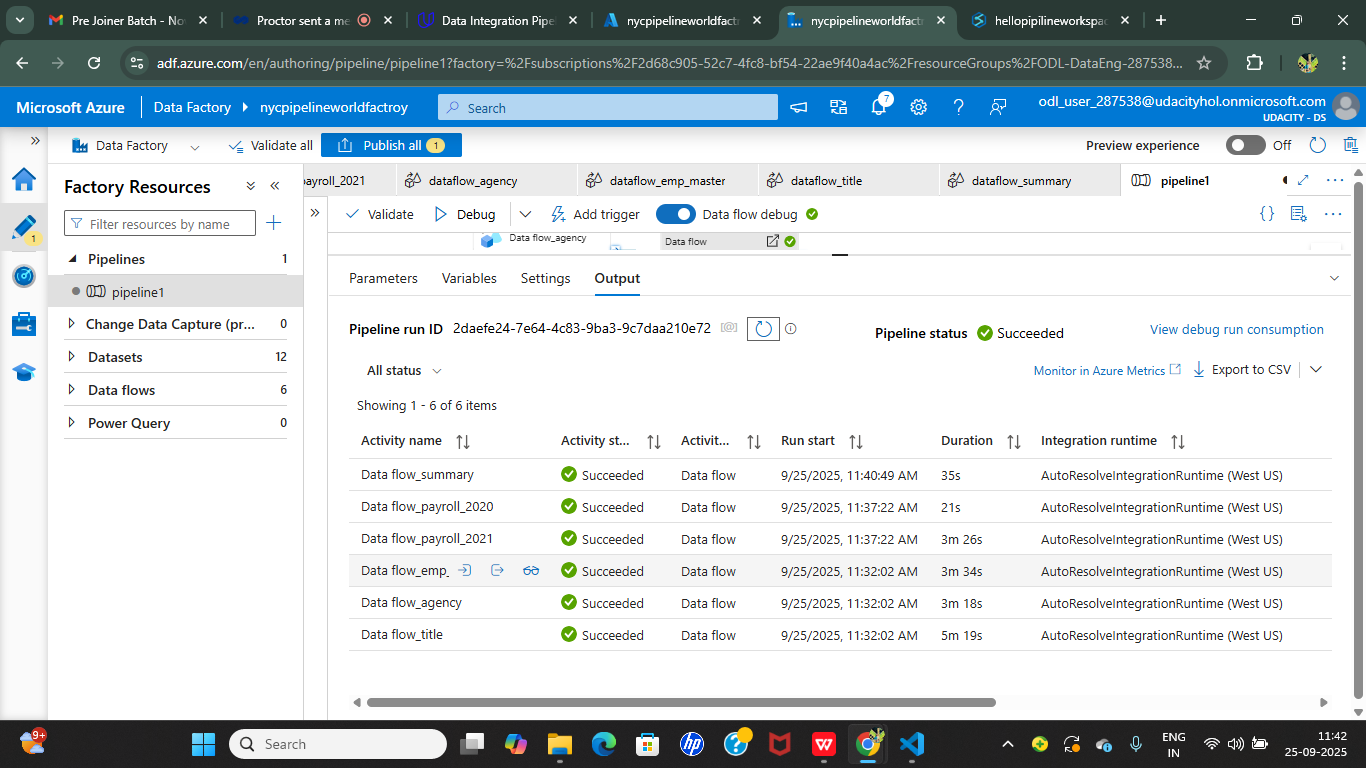 Pre Joiner Batch - No
Proctor sent a me
Data Integration Pipe
nycpipelineworldfact
nycpipelineworldfact
hellopipilineworkspa
adf.azure.com/en/authoring/pipeline/pipeline1?factory=%2Fsubscriptions%2F2d68c905-52c7-4fc8-bf54-22ae9f40a4ac%2FresourceGroups%2FODL-DataEng-287538...
Microsoft Azure
Data Factory
nycpipelineworldfactroy
Search
7
odl_user_287538@udacityhol.onmicrosoft.com
UDACITY - DS
Data Factory
Validate all
Publish all 1
Preview experience
Off
Factory Resources
ayroll_2021
dataflow_agency
dataflow_emp_master
dataflow_title
dataflow_summary
pipeline1
Filter resources by name
1
Validate
Debug
Add trigger
Data flow debug
Data flow_agency
Data flow
Pipelines 1
pipeline1
Change Data Capture (pr... 0
Datasets 12
Data flows 6
Power Query 0
Parameters
Variables
Settings
Output
Pipeline run ID 2daefe24-7e64-4c83-9ba3-9c7daa210e72
Pipeline status Succeeded
View debug run consumption
All status
Monitor in Azure Metrics
Export to CSV
Showing 1 - 6 of 6 items
Activity name Activity st... Activit... Run start Duration Integration runtime
Data flow_summary Succeeded Data flow 9/25/2025, 11:40:49 AM 35s AutoResolveIntegrationRuntime (West US)
Data flow_payroll_2020 Succeeded Data flow 9/25/2025, 11:37:22 AM 21s AutoResolveIntegrationRuntime (West US)
Data flow_payroll_2021 Succeeded Data flow 9/25/2025, 11:37:22 AM 3m 26s AutoResolveIntegrationRuntime (West US)
Data flow_emp_ Succeeded Data flow 9/25/2025, 11:32:02 AM 3m 34s AutoResolveIntegrationRuntime (West US)
Data flow_agency Succeeded Data flow 9/25/2025, 11:32:02 AM 3m 18s AutoResolveIntegrationRuntime (West US)
Data flow_title Succeeded Data flow 9/25/2025, 11:32:02 AM 5m 19s AutoResolveIntegrationRuntime (West US)
9+
Search
ENG
IN
11:42
25-09-2025